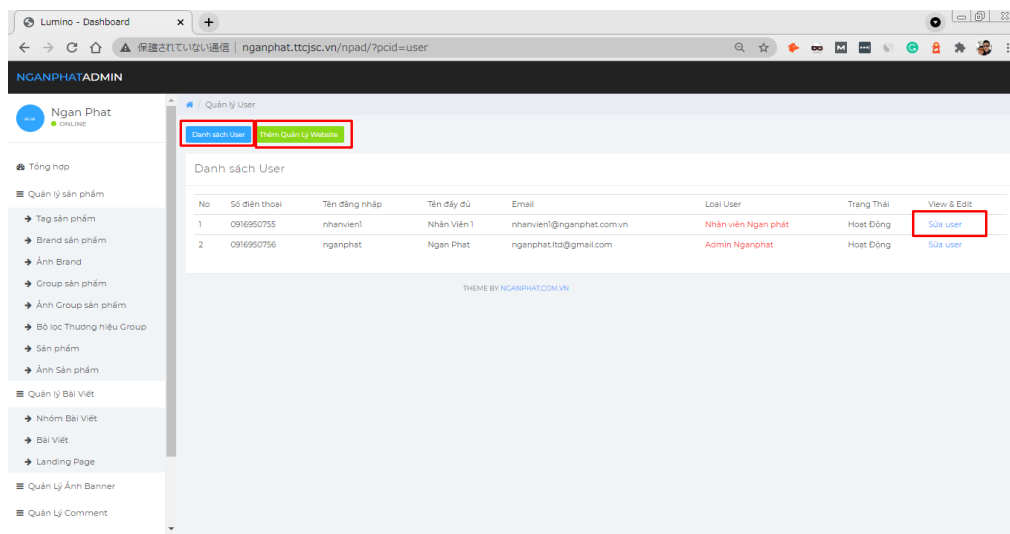 Lumino - Dashboard
保護されていない通信 | nganphat.ttcjsc.vn/npad/?pcid=user
NGANPHATADMIN
Ngan Phat
ONLINE
/ Quản lý User
Danh sách User
Thêm Quản Lý Website
Tổng hợp
Quản lý sản phẩm
Tag sản phẩm
Brand sản phẩm
Ảnh Brand
Group sản phẩm
Ảnh Group sản phẩm
Bộ lọc Thương hiệu Group
Sản phẩm
Ảnh Sản phẩm
Quản lý Bài Viết
Nhóm Bài Viết
Bài Viết
Landing Page
Quản Lý Ảnh Banner
Quản Lý Comment
Danh sách User
No Số điện thoại Tên đăng nhập Tên đầy đủ Email Loại User Trạng Thái View & Edit
1 0916950755 nhanvien1 Nhân Viên 1 nhanvien1@nganphat.com.vn Nhân viên Ngan phát Hoạt Động Sửa user
2 0916950756 nganphat Ngan Phat nganphat.ltd@gmail.com Admin Nganphat Hoạt Động Sửa user
THEME BY NGANPHAT.COM.VN